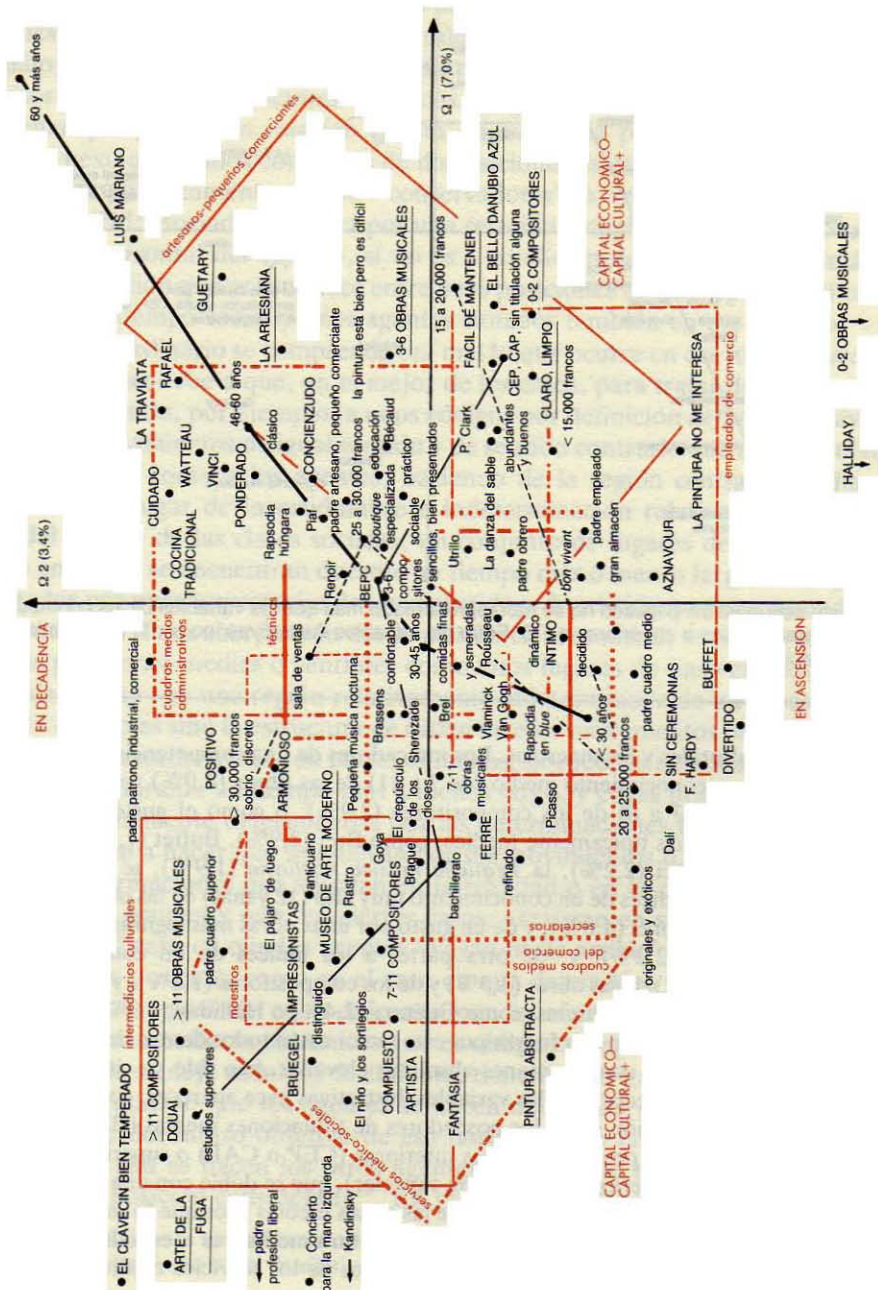 EN DECADENCIA
Ω 2 (3,4%)
60 y más años
padre patrono industrial, comercial
EL CLAVECIN BIEN TEMPERADO
intermediarios culturales
LUIS MARIANO
LA TRAVIATA
CUIDADO
RAFAEL
cuadros medios
administrativos
COCINA
TRADICIONAL
WATTEAU
VINCI
> 11 COMPOSITORES
DOUAI
> 11 OBRAS MUSICALES
ARTE DE LA
FUGA
estudios superiores
padre cuadro superior
POSITIVO
> 30.000 francos
sobrio, discreto
GUETARY
PONDERADO
46-60 años
artesanos-pequeños comerciantes
maestros
El pájaro de fuego
ARMONIOSO
técnicos
Rapsodia
húngara
clásico
LA ARLESIANA
padre
profesión liberal
BRUEGEL
IMPRESIONISTAS
anticuario
sala de ventas
Piaf
CONCIENZUDO
Concierto
para la mano izquierda
distinguido
MUSEO DE ARTE MODERNO
Renoir
padre artesano, pequeño comerciante
25 a 30.000 francos
la pintura está bien pero es difícil
Kandinsky
El niño y los sortilegios
Rastro
Pequeña música nocturna
BEPC
boutique
especializada
educación
Bécaud
3-6 OBRAS MUSICALES
COMPUESTO
7-11 COMPOSITORES
Goya
Brassens
confortable
3-6
compo-
sitores
práctico
ARTISTA
servicios médico-sociales
Braque
El crepúsculo
de los
dioses
Sherezade
30-45 años
sociable
sencillos bien presentados
Ω 1 (7,0%)
15 a 20.000 francos
FANTASIA
bachillerato
Brel
comidas finas
y esmeradas
Utrillo
P. Clark
FACIL DE MANTENER
FERRE
7-11
obras
musicales
Vlaminck
Van Gogh
Rousseau
La danza del sable
abundantes
y buenos
CEP, CAP, sin titulación alguna
EL BELLO DANUBIO AZUL
0-2 COMPOSITORES
refinado
Picasso
Rapsodia
en blue
dinámico
INTIMO
padre obrero
CLARO, LIMPIO
< 15.000 francos
PINTURA ABSTRACTA
cuadros medios
del comercio
secretarios
decidido
< 30 años
bon vivant
padre empleado
gran almacén
CAPITAL ECONOMICO—
CAPITAL CULTURAL+
CAPITAL ECONOMICO—
CAPITAL CULTURAL—
originales y exóticos
20 a 25.000 francos
padre cuadro medio
Dalí
SIN CEREMONIAS
AZNAVOUR
F. HARDY
BUFFET
LA PINTURA NO ME INTERESA
DIVERTIDO
empleados de comercio
EN ASCENSION
HALLIDAY
0-2 OBRAS MUSICALES